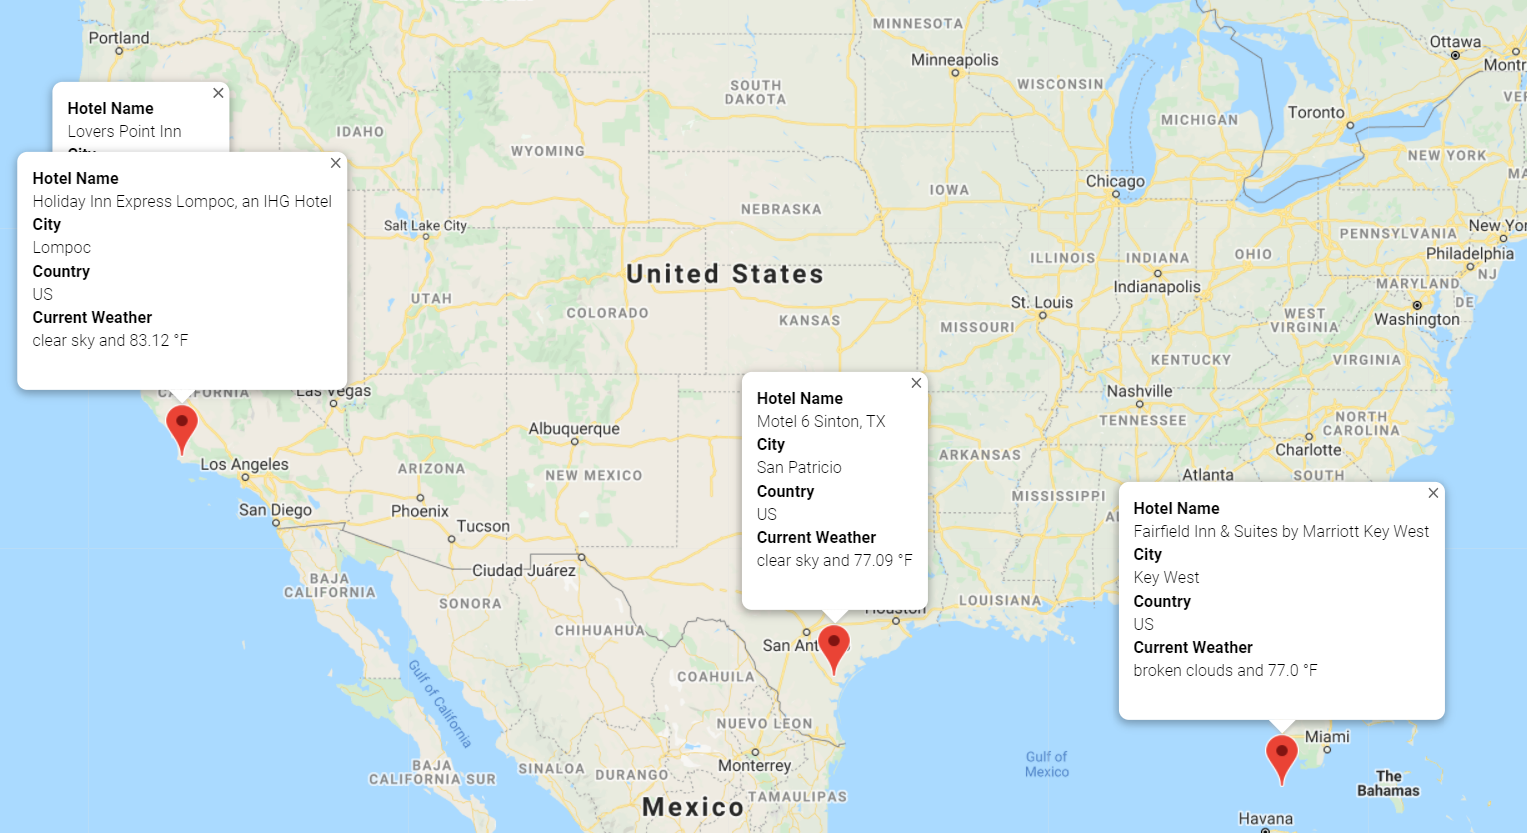 Portland
MINNESOTA
Minneapolis
Ottawa
Montr
SOUTH
DAKOTA
WISCONSIN
MICHIGAN
Toronto
VER
IDAHO
WYOMING
NEW YORK
MA
Chicago
IOWA
NEBRASKA
Salt Lake City
PENNSYLVANIA
New Yor
Philadelphia
NJ
ILLINOIS
INDIANA
OHIO
Indianapolis
MARYLAND
DE
Washington
United States
UTAH
COLORADO
KANSAS
St. Louis
MISSOURI
WEST
VIRGINIA
KENTUCKY
VIRGINIA
Hotel Name
Lovers Point Inn
City
Hotel Name
Holiday Inn Express Lompoc, an IHG Hotel
City
Lompoc
Country
US
Current Weather
clear sky and 83.12 °F
CALIFORNIA
Las Vegas
Los Angeles
San Diego
ARIZONA
Phoenix
Tucson
Albuquerque
NEW MEXICO
Ciudad Juárez
Hotel Name
Motel 6 Sinton, TX
City
San Patricio
Country
US
Current Weather
clear sky and 77.09 °F
Nashville
TENNESSEE
NORTH
CAROLINA
Charlotte
ARKANSAS
Atlanta
SOUTH
MISSISSIPPI
LOUISIANA
Houston
San Anto
Hotel Name
Fairfield Inn & Suites by Marriott Key West
City
Key West
Country
US
Current Weather
broken clouds and 77.0 °F
BAJA
CALIFORNIA
SONORA
CHIHUAHUA
COAHUILA
Gulf of California
NUEVO LEON
Monterrey
BAJA
CALIFORNIA SUR
SINALOA
DURANGO
TAMAULIPAS
Mexico
Gulf of
Mexico
Miami
The
Bahamas
Havana